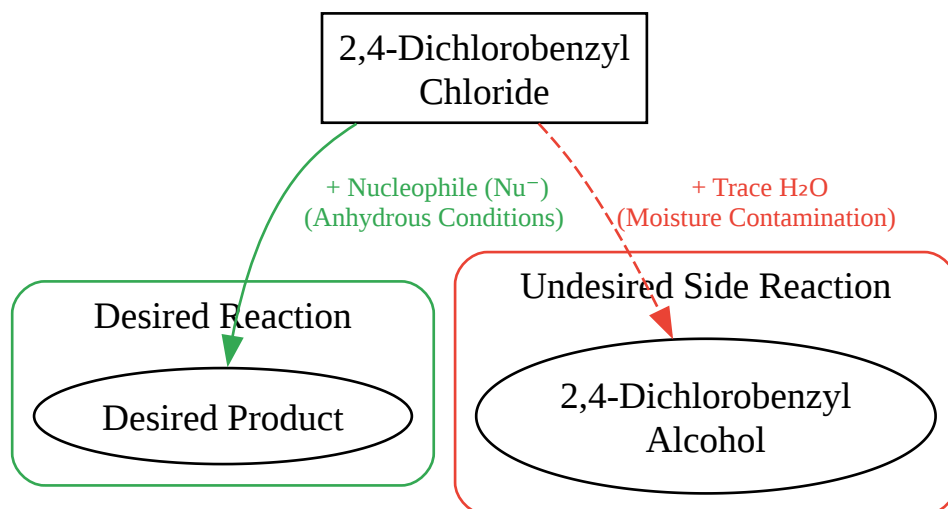 2,4-Dichlorobenzyl
Chloride
+ Nucleophile (Nu⁻)
(Anhydrous Conditions)
+ Trace H₂O
(Moisture Contamination)
Desired Reaction
Desired Product
Undesired Side Reaction
2,4-Dichlorobenzyl
Alcohol